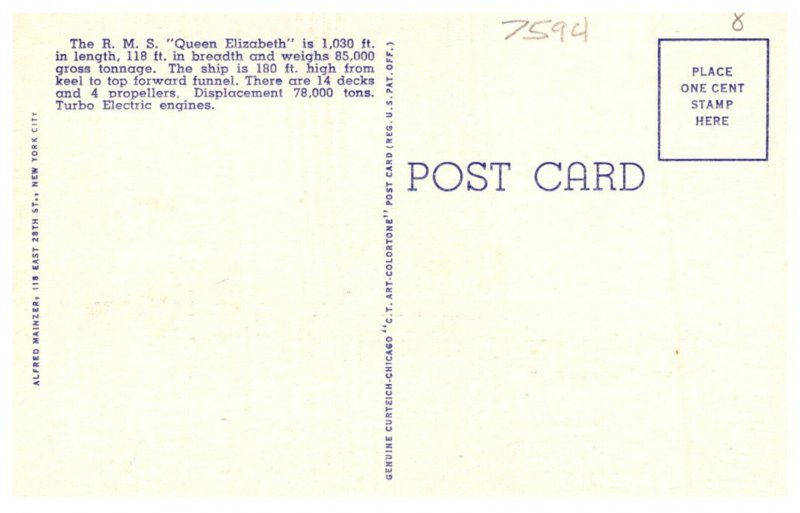 7594
8
The R. M. S. "Queen Elizabeth" is 1,030 ft.
in length, 118 ft. in breadth and weighs 85,000
gross tonnage. The ship is 180 ft. high from
keel to top forward funnel. There are 14 decks
and 4 propellers. Displacement 78,000 tons.
Turbo Electric engines.
ALFRED MAINZER, 118 EAST 28TH ST., NEW YORK CITY
GENUINE CURTEICH-CHICAGO "C.T. ART-COLORTONE" POST CARD (REG. U.S. PAT. OFF.)
POST CARD
PLACE
ONE CENT
STAMP
HERE